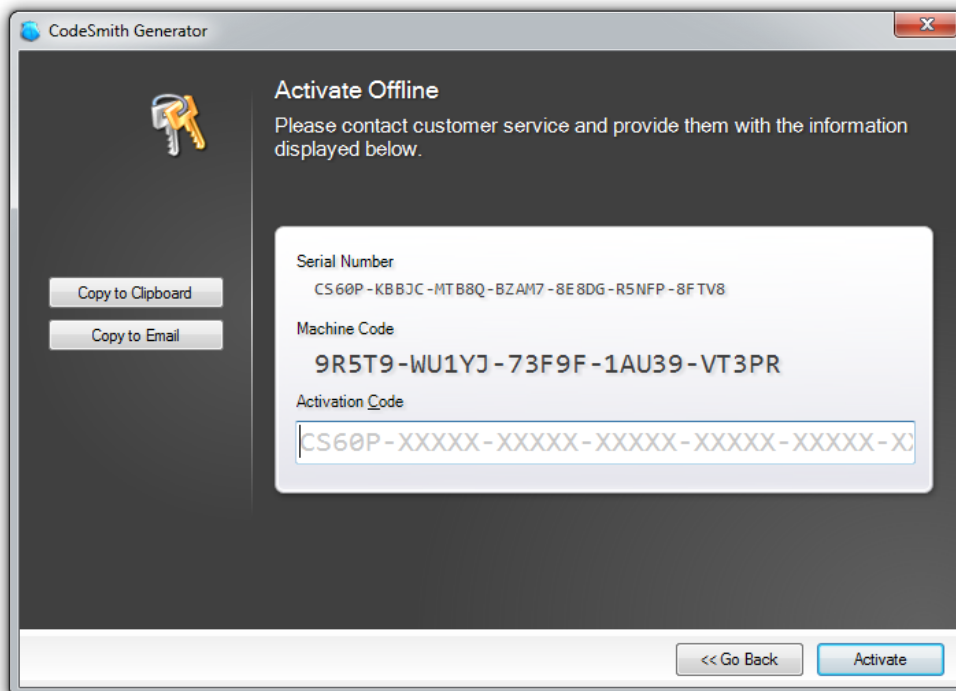 CodeSmith Generator
Activate Offline
Please contact customer service and provide them with the information
displayed below.
Serial Number
CS60P-KBBJC-MTB8Q-BZAM7-8E8DG-R5NFP-8FTV8
Copy to Clipboard
Machine Code
Copy to Email
9R5T9-WU1YJ-73F9F-1AU39-VT3PR
Activation Code
CS60P-XXXXX-XXXXX-XXXXX-XXXXX-XXXXX-XX
<< Go Back
Activate